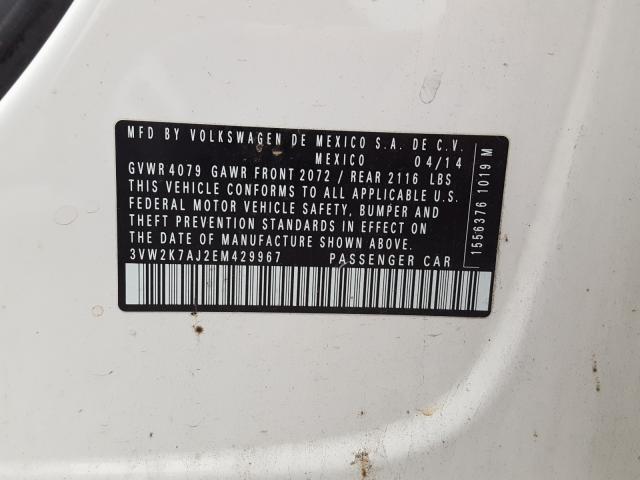 MFD BY VOLKSWAGEN DE MEXICO S.A. DE C.V.
MEXICO 04/14
GVWR 4079 GAWR FRONT 2072 / REAR 2116 LBS
THIS VEHICLE CONFORMS TO ALL APPLICABLE U.S.
FEDERAL MOTOR VEHICLE SAFETY, BUMPER AND
THEFT PREVENTION STANDARDS IN EFFECT ON
THE DATE OF MANUFACTURE SHOWN ABOVE.
3VW2K7AJ2EM429967 PASSENGER CAR
1556376 1019 M